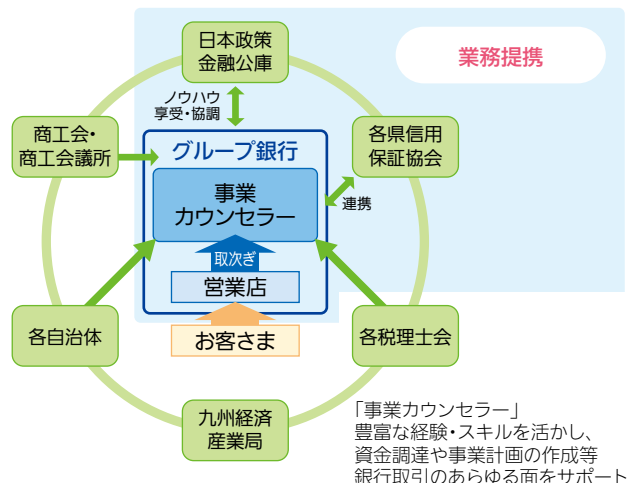 日本政策
金融公庫
業務提携
ノウハウ
享受・協調
商工会・
商工会議所
グループ銀行
各県信用
保証協会
事業
カウンセラー
連携
取次ぎ
営業店
各自治体
お客さま
各税理士会
九州経済
産業局
「事業カウンセラー」
豊富な経験・スキルを活かし、
資金調達や事業計画の作成等
銀行取引のあらゆる面をサポート